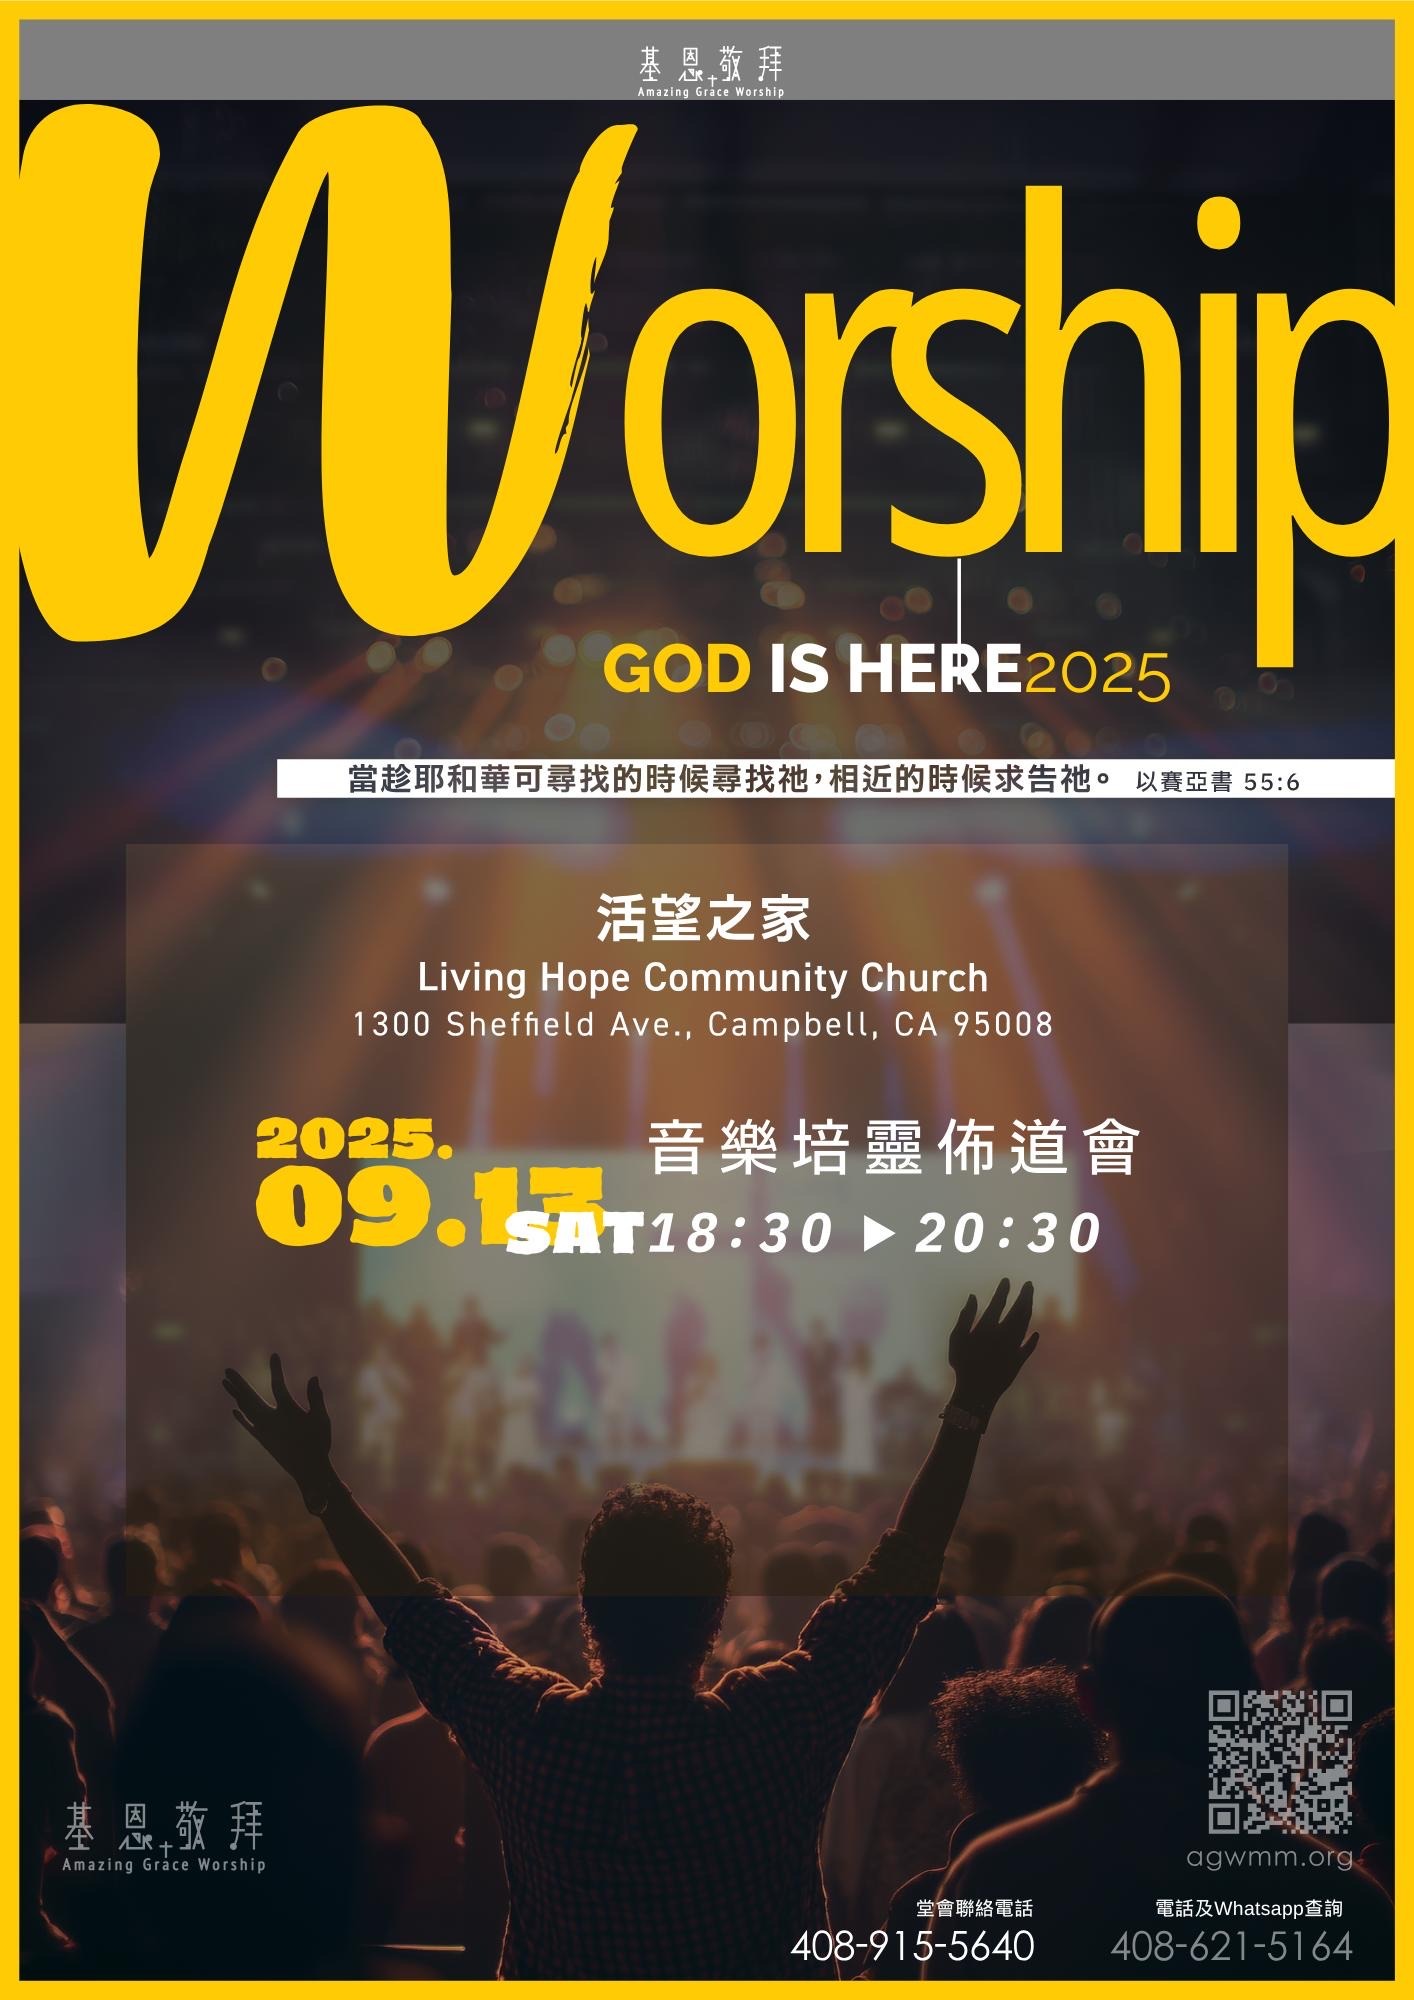 基恩敬拜
Amazing Grace Worship
Worship
GOD IS HERE2025
當趁耶和華可尋找的時候尋找祂，相近的時候求告祂。 以賽亞書 55:6
活望之家
Living Hope Community Church
1300 Sheffield Ave., Campbell, CA 95008
2025.
09.13
SAT
音樂培靈佈道會
18:30 ▶ 20:30
基恩敬拜
Amazing Grace Worship
agwmm.org
堂會聯絡電話
408-915-5640
電話及Whatsapp查詢
408-621-5164